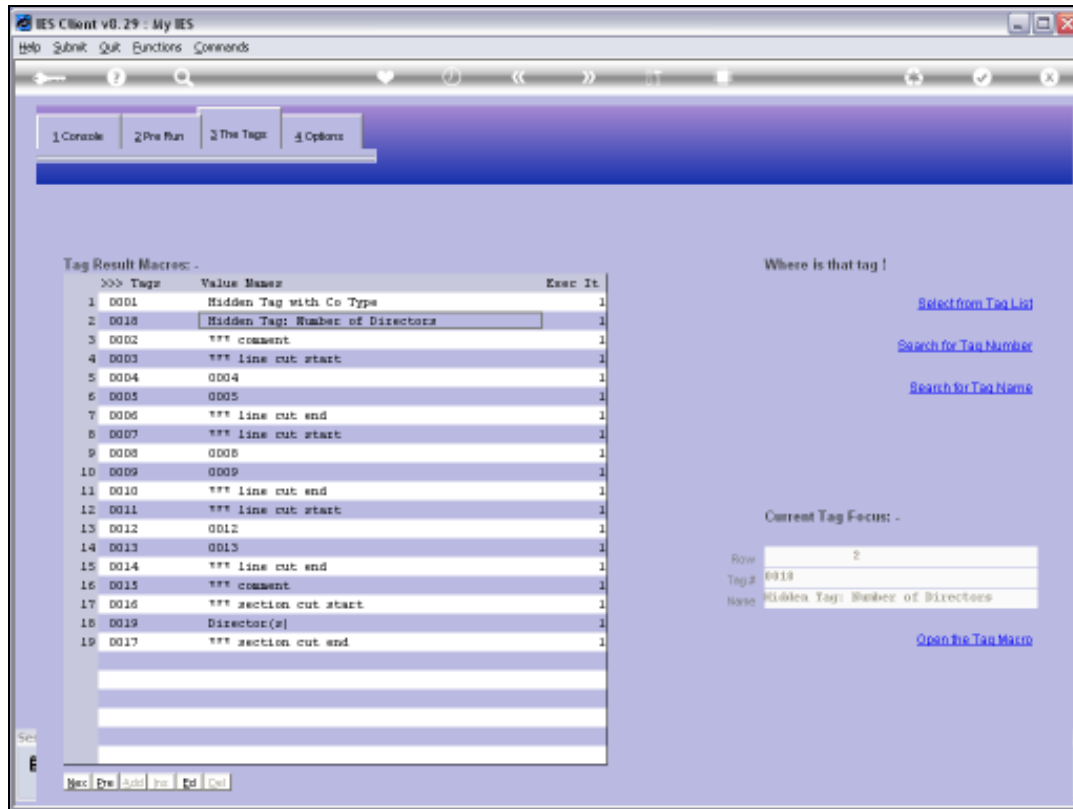 IES Client v8.29 : My IES
Help Submit Quit Functions Commands
1 Console 2 Pre Run 3 The Tags 4 Options
Tag Result Macros: -
Where is that tag !
>>> Tags Value Names Exec It
1 0001 Hidden Tag with Co Type 1
2 0018 Hidden Tag: Number of Directors 1
3 0002 *** comment 1
4 0003 *** line cut start 1
5 0004 0004 1
6 0005 0005 1
7 0006 *** line cut end 1
8 0007 *** line cut start 1
9 0008 0008 1
10 0009 0009 1
11 0010 *** line cut end 1
12 0011 *** line cut start 1
13 0012 0012 1
14 0013 0013 1
15 0014 *** line cut end 1
16 0015 *** comment 1
17 0016 *** section cut start 1
18 0019 Director(s) 1
19 0017 *** section cut end 1
Select from Tag List
Search for Tag Number
Search for Tag Name
Current Tag Focus: -
Row 2
Tag # 0018
Name Hidden Tag: Number of Directors
Open the Tag Macro
Nex Pre Add Ins Ed Del